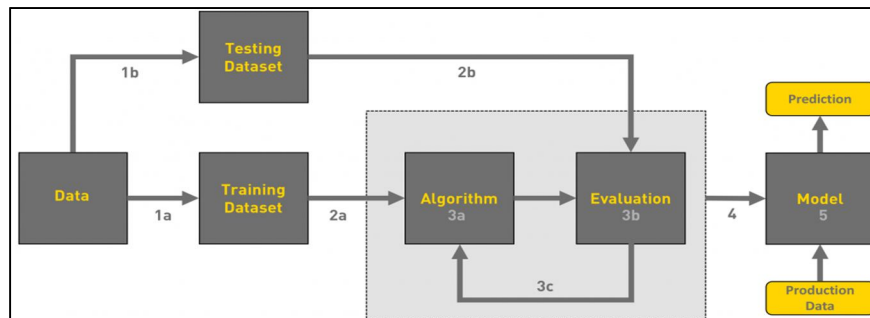 Testing
Dataset
1b
2b
Prediction
Data
1a
Training
Dataset
2a
Algorithm
3a
Evaluation
3b
4
Model
5
3c
Production
Data